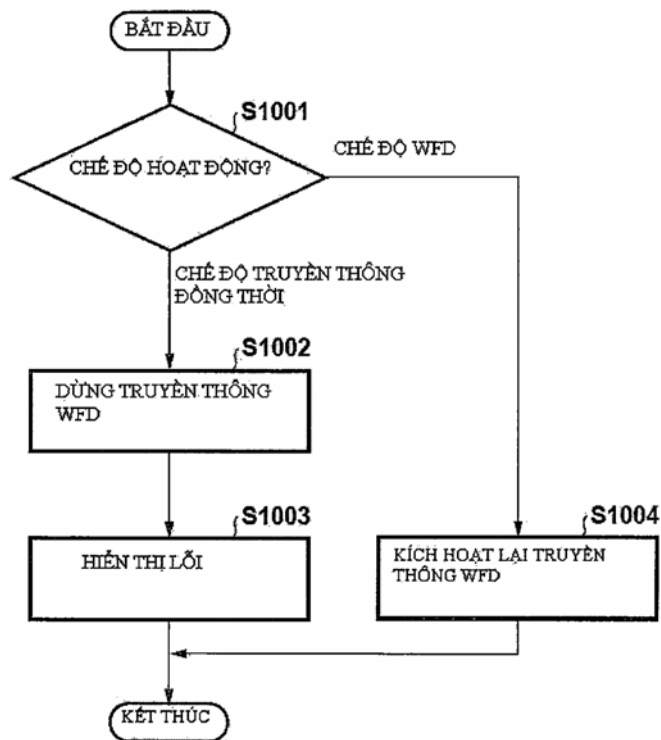 BẮT ĐẦU
S1001
CHẾ ĐỘ HOẠT ĐỘNG?
CHẾ ĐỘ WFD
CHẾ ĐỘ TRUYỀN THÔNG
ĐỒNG THỜI
S1002
DỪNG TRUYỀN THÔNG
WFD
S1003
HIỂN THỊ LỖI
S1004
KÍCH HOẠT LẠI TRUYỀN
THÔNG WFD
KẾT THÚC